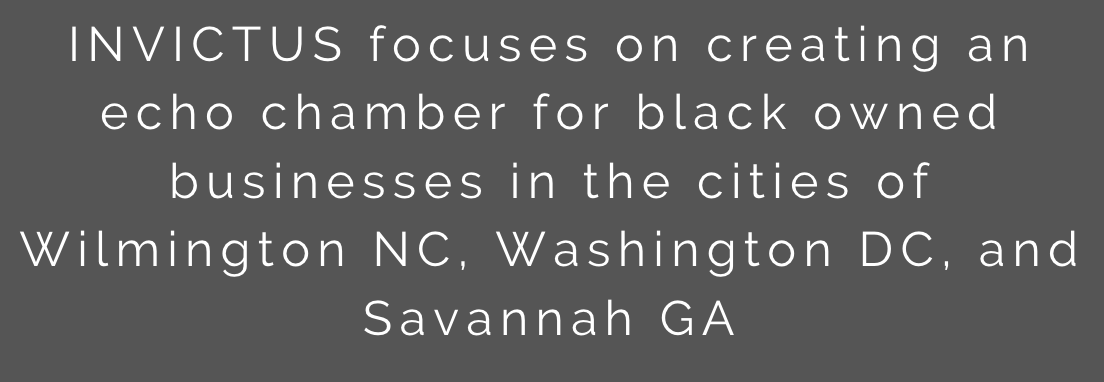 INVICTUS focuses on creating an
echo chamber for black owned
businesses in the cities of
Wilmington NC, Washington DC, and
Savannah GA